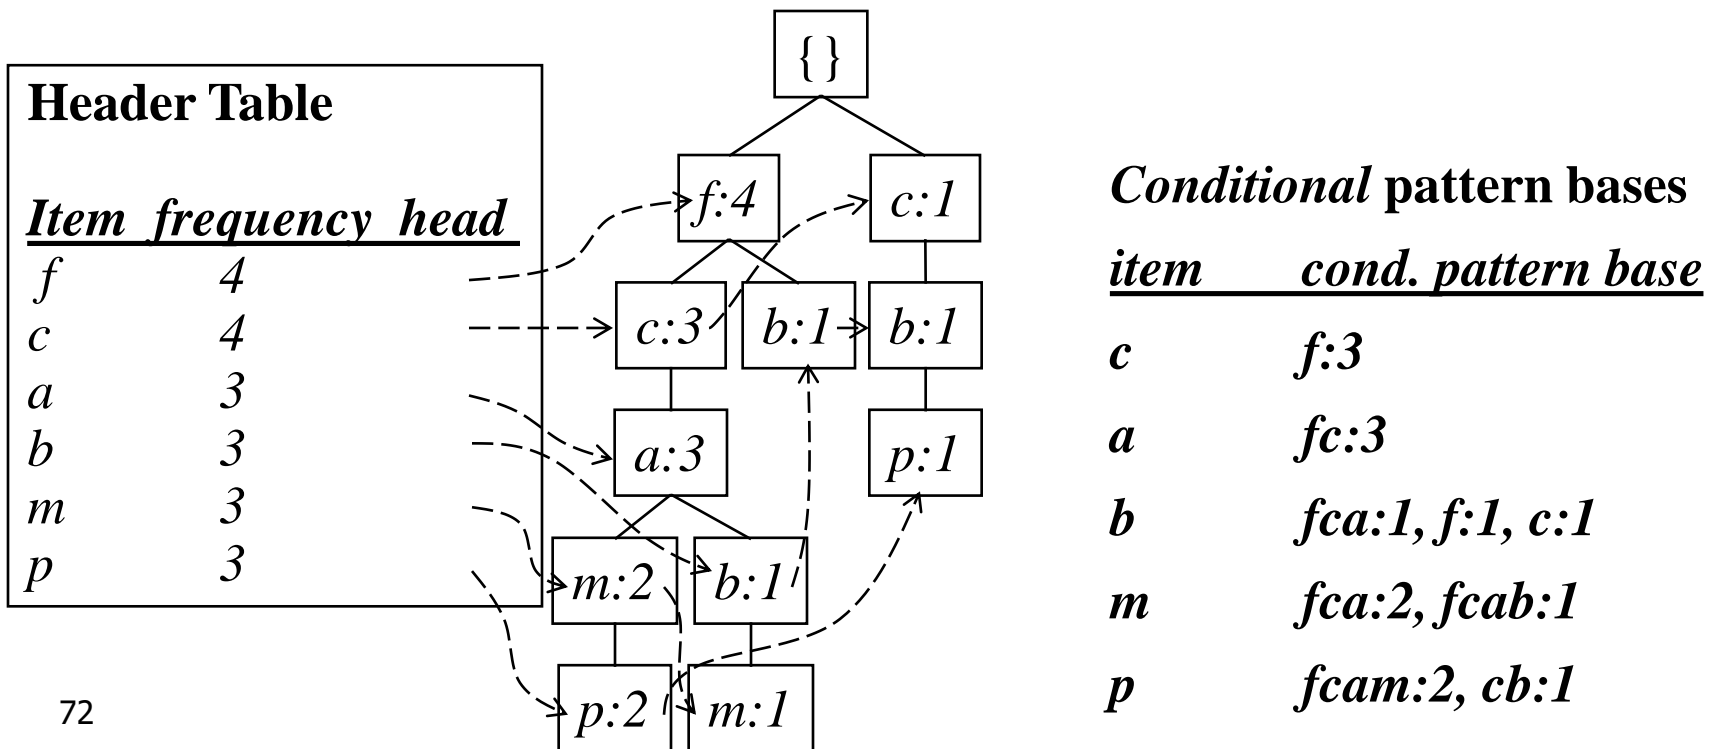 Header Table
Item frequency head
f 4
c 4
a 3
b 3
m 3
p 3
{}
f:4 c:1
c:3 b:1 b:1
a:3 p:1
m:2 b:1
p:2 m:1
Conditional pattern bases
item cond. pattern base
c f:3
a fc:3
b fca:1, f:1, c:1
m fca:2, fcab:1
p fcam:2, cb:1
72